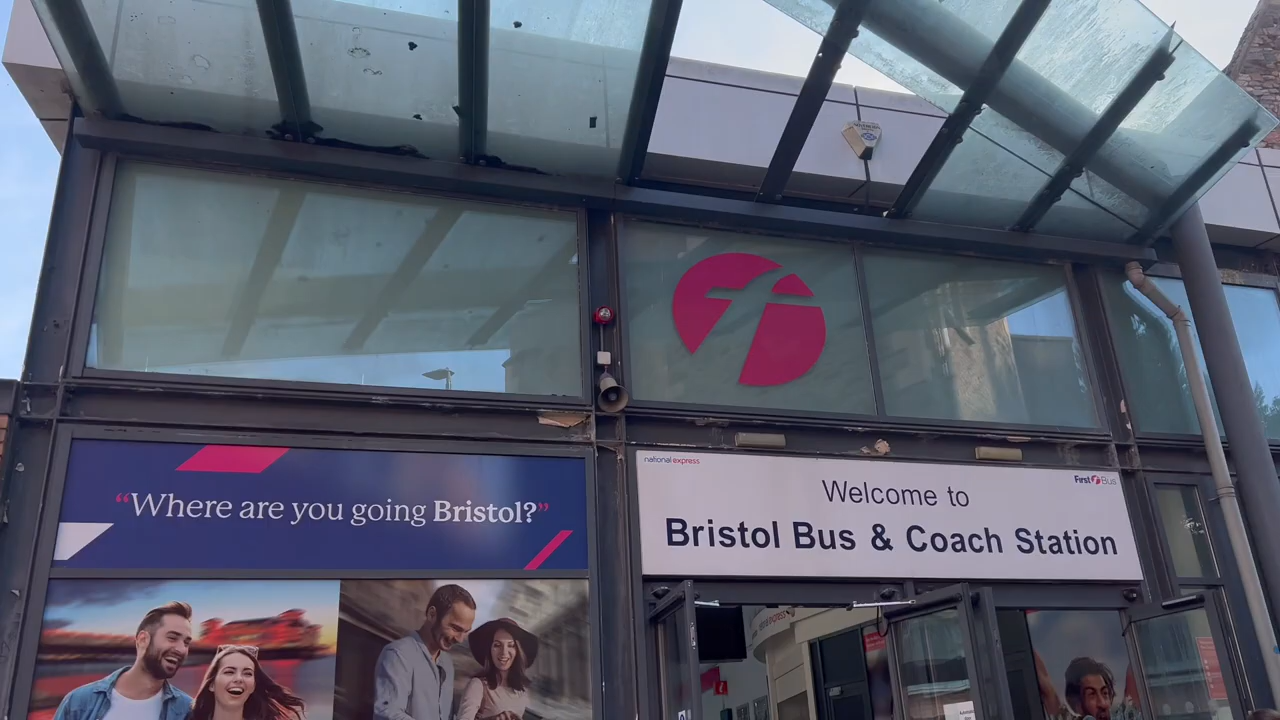 “Where are you going Bristol?”
national express
First Bus
Welcome to
Bristol Bus & Coach Station